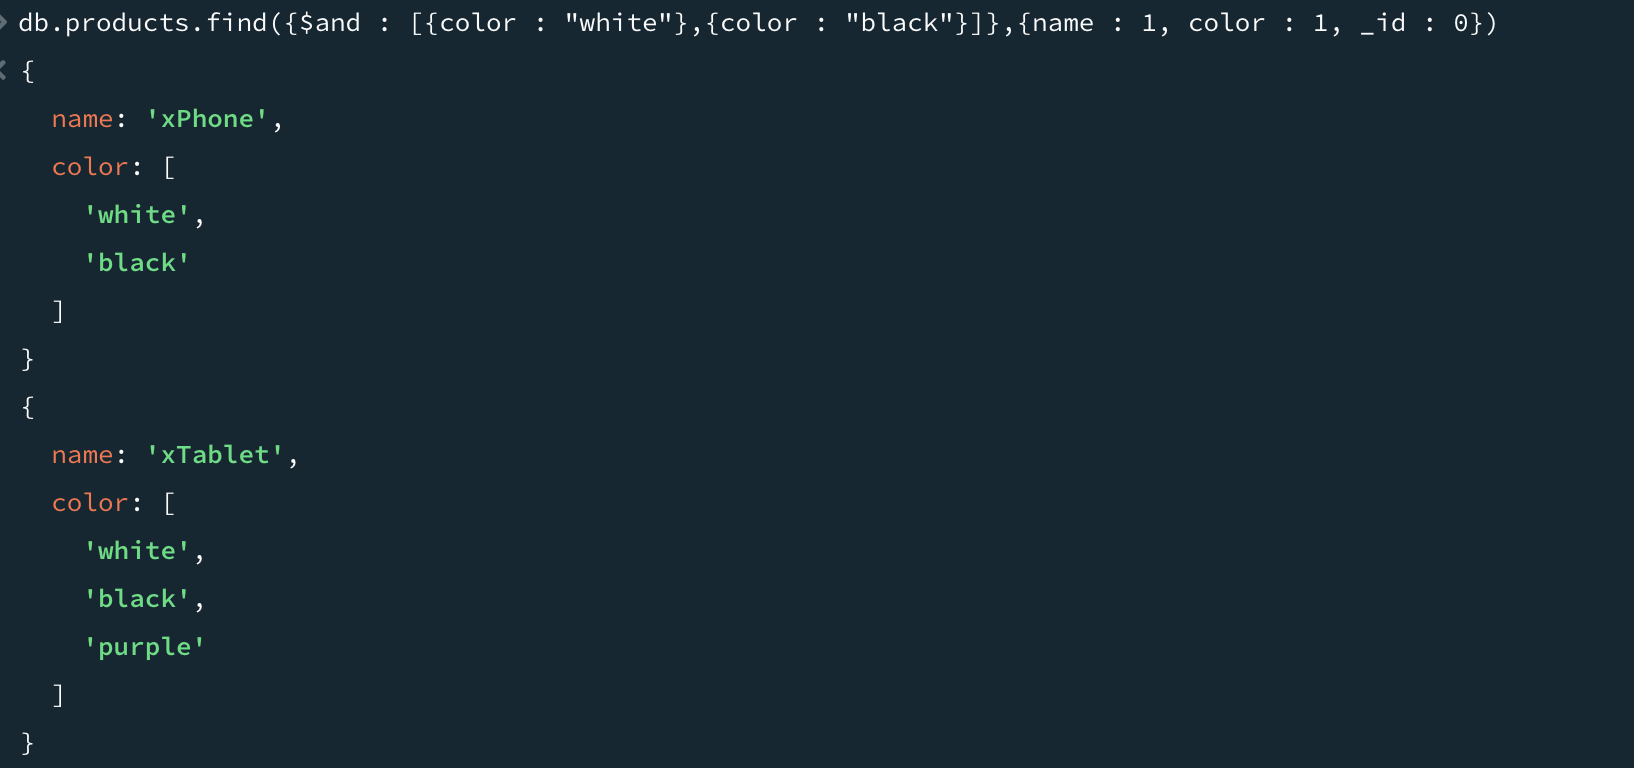 db.products.find({$and : [{color : "white"},{color : "black"}]},{name : 1, color : 1, _id : 0})
{
  name: 'xPhone',
  color: [
    'white',
    'black'
  ]
}
{
  name: 'xTablet',
  color: [
    'white',
    'black',
    'purple'
  ]
}